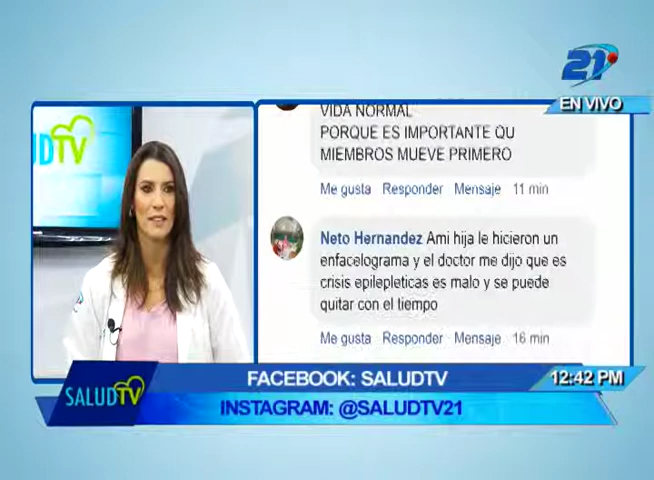 21
EN VIVO
UDTV
VIDA NORMAL
PORQUE ES IMPORTANTE QU
MIEMBROS MUEVE PRIMERO
Me gusta Responder Mensaje 11 min
Neto Hernandez Ami hija le hicieron un
enfacelograma y el doctor me dijo que es
crisis epilepleticas es malo y se puede
quitar con el tiempo
Me gusta Responder Mensaje 16 min
FACEBOOK: SALUDTV
12:42 PM
SALUDTV
INSTAGRAM: @SALUDTV21